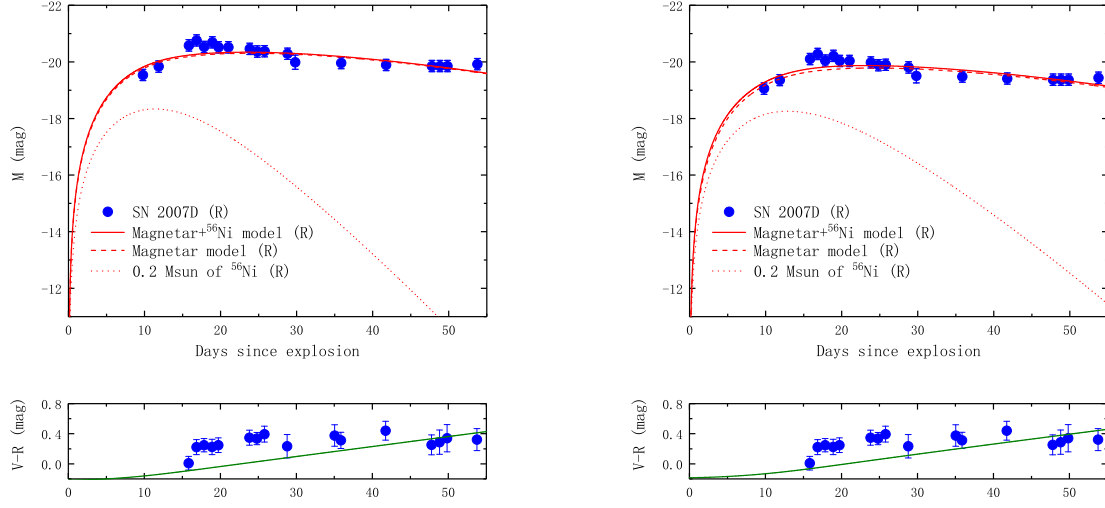 -22
-20
-18
-16
-14
-12
M (mag)
SN 2007D (R)
Magnetar+⁵⁶Ni model (R)
Magnetar model (R)
0.2 Msun of ⁵⁶Ni (R)
0 10 20 30 40 50
Days since explosion
0.8
0.4
0.0
V-R (mag)
0 10 20 30 40 50
-22
-20
-18
-16
-14
-12
M (mag)
SN 2007D (R)
Magnetar+⁵⁶Ni model (R)
Magnetar model (R)
0.2 Msun of ⁵⁶Ni (R)
0 10 20 30 40 50
Days since explosion
0.8
0.4
0.0
V-R (mag)
0 10 20 30 40 50